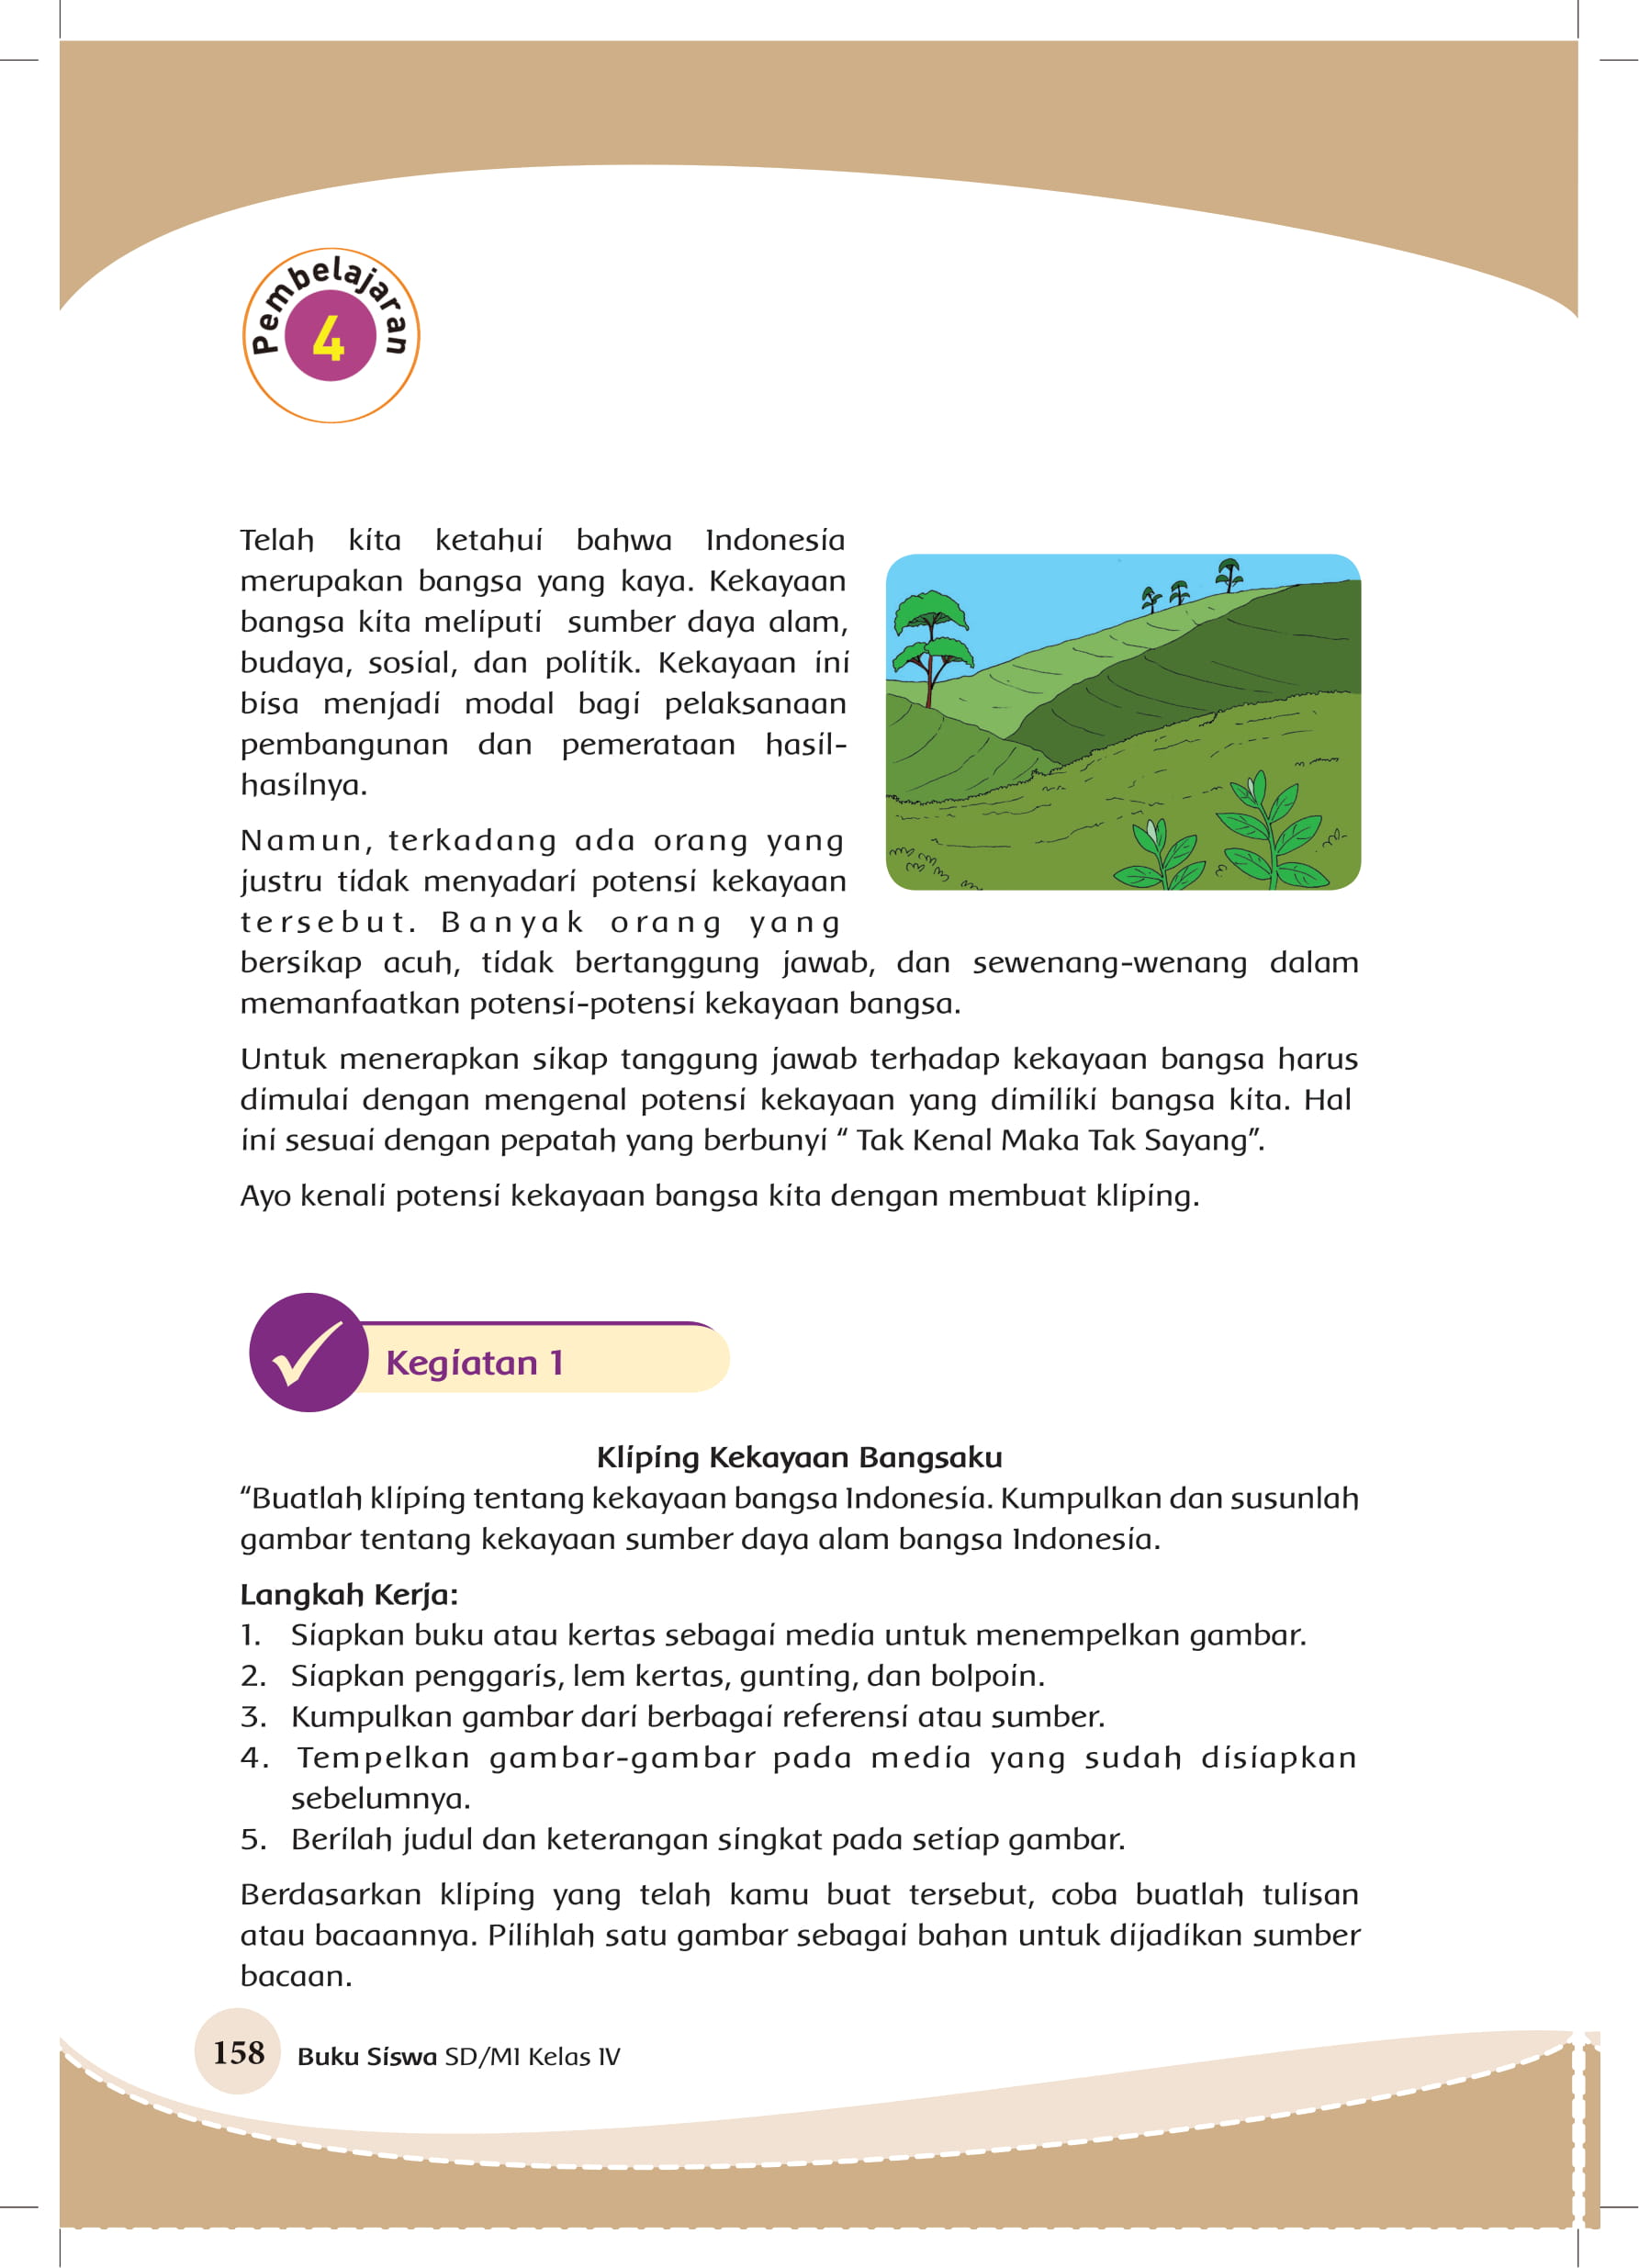 Pembelajaran
4
Telah kita ketahui bahwa Indonesia
merupakan bangsa yang kaya. Kekayaan
bangsa kita meliputi sumber daya alam,
budaya, sosial, dan politik. Kekayaan ini
bisa menjadi modal bagi pelaksanaan
pembangunan dan pemerataan hasil-
hasilnya.
Namun, terkadang ada orang yang
justru tidak menyadari potensi kekayaan
tersebut. Banyak orang yang
bersikap acuh, tidak bertanggung jawab, dan sewenang-wenang dalam
memanfaatkan potensi-potensi kekayaan bangsa.
Untuk menerapkan sikap tanggung jawab terhadap kekayaan bangsa harus
dimulai dengan mengenal potensi kekayaan yang dimiliki bangsa kita. Hal
ini sesuai dengan pepatah yang berbunyi “ Tak Kenal Maka Tak Sayang”.
Ayo kenali potensi kekayaan bangsa kita dengan membuat kliping.
Kegiatan 1
Kliping Kekayaan Bangsaku
“Buatlah kliping tentang kekayaan bangsa Indonesia. Kumpulkan dan susunlah
gambar tentang kekayaan sumber daya alam bangsa Indonesia.
Langkah Kerja:
1. Siapkan buku atau kertas sebagai media untuk menempelkan gambar.
2. Siapkan penggaris, lem kertas, gunting, dan bolpoin.
3. Kumpulkan gambar dari berbagai referensi atau sumber.
4. Tempelkan gambar-gambar pada media yang sudah disiapkan
sebelumnya.
5. Berilah judul dan keterangan singkat pada setiap gambar.
Berdasarkan kliping yang telah kamu buat tersebut, coba buatlah tulisan
atau bacaannya. Pilihlah satu gambar sebagai bahan untuk dijadikan sumber
bacaan.
158 Buku Siswa SD/MI Kelas IV